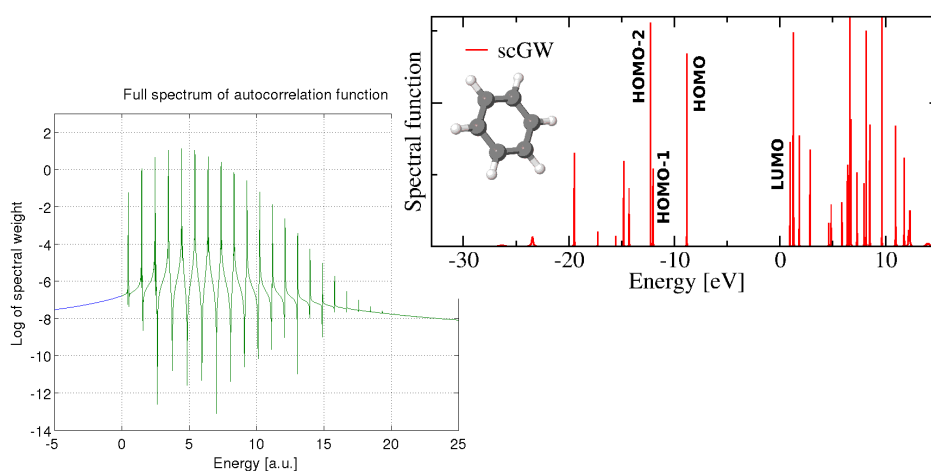 Full spectrum of autocorrelation function
Log of spectral weight
2
0
-2
-4
-6
-8
-10
-12
-14
-5
0
5
10
15
20
25
Energy [a.u.]
Spectral function
scGW
HOMO-2
HOMO-1
HOMO
LUMO
-30
-20
-10
0
10
Energy [eV]